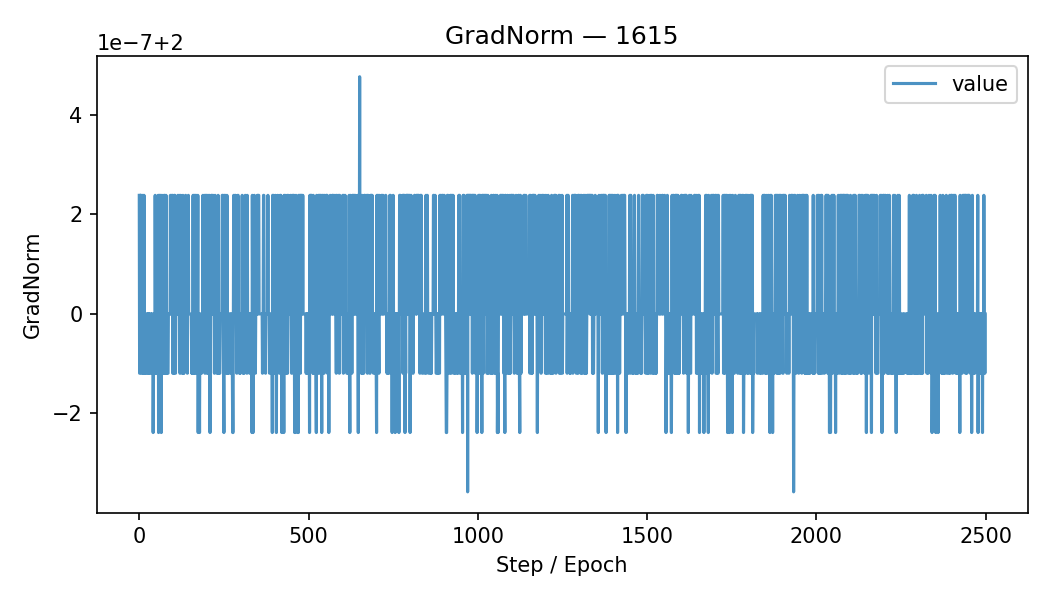 GradNorm — 1615
1e−7+2
value
GradNorm
4
2
0
−2
0
500
1000
1500
2000
2500
Step / Epoch